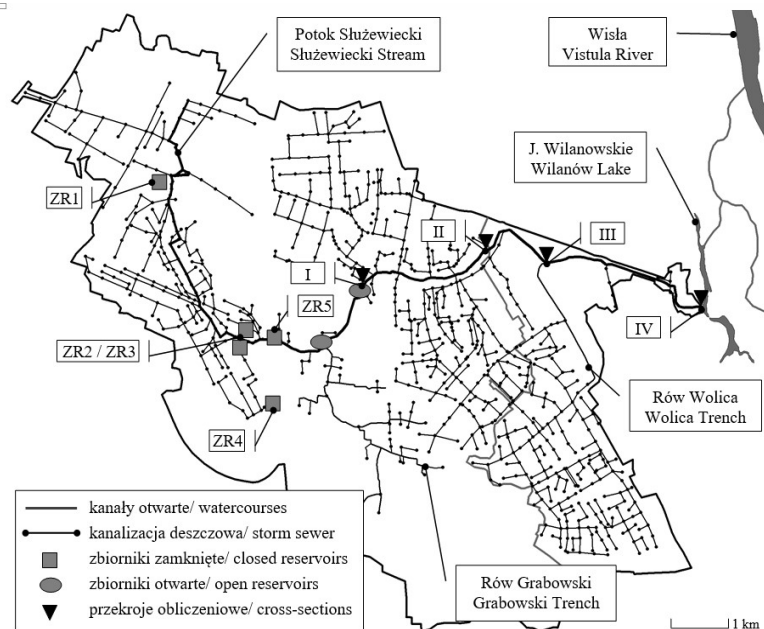 Potok Służewiecki
Służewiecki Stream
Wisła
Vistula River
J. Wilanowskie
Wilanów Lake
ZR1
II
III
I
ZR5
IV
ZR2 / ZR3
Rów Wolica
Wolica Trench
ZR4
kanały otwarte/ watercourses
kanalizacja deszczowa/ storm sewer
zbiorniki zamknięte/ closed reservoirs
zbiorniki otwarte/ open reservoirs
przekroje obliczeniowe/ cross-sections
Rów Grabowski
Grabowski Trench
1 km